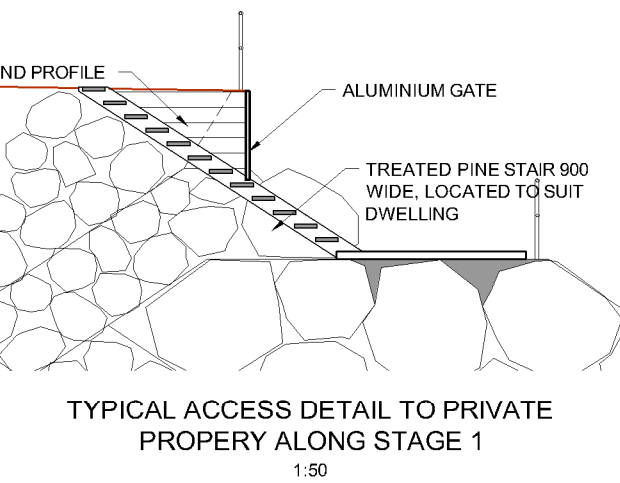 ND PROFILE
ALUMINIUM GATE
TREATED PINE STAIR 900
WIDE, LOCATED TO SUIT
DWELLING
TYPICAL ACCESS DETAIL TO PRIVATE
PROPERY ALONG STAGE 1
1:50